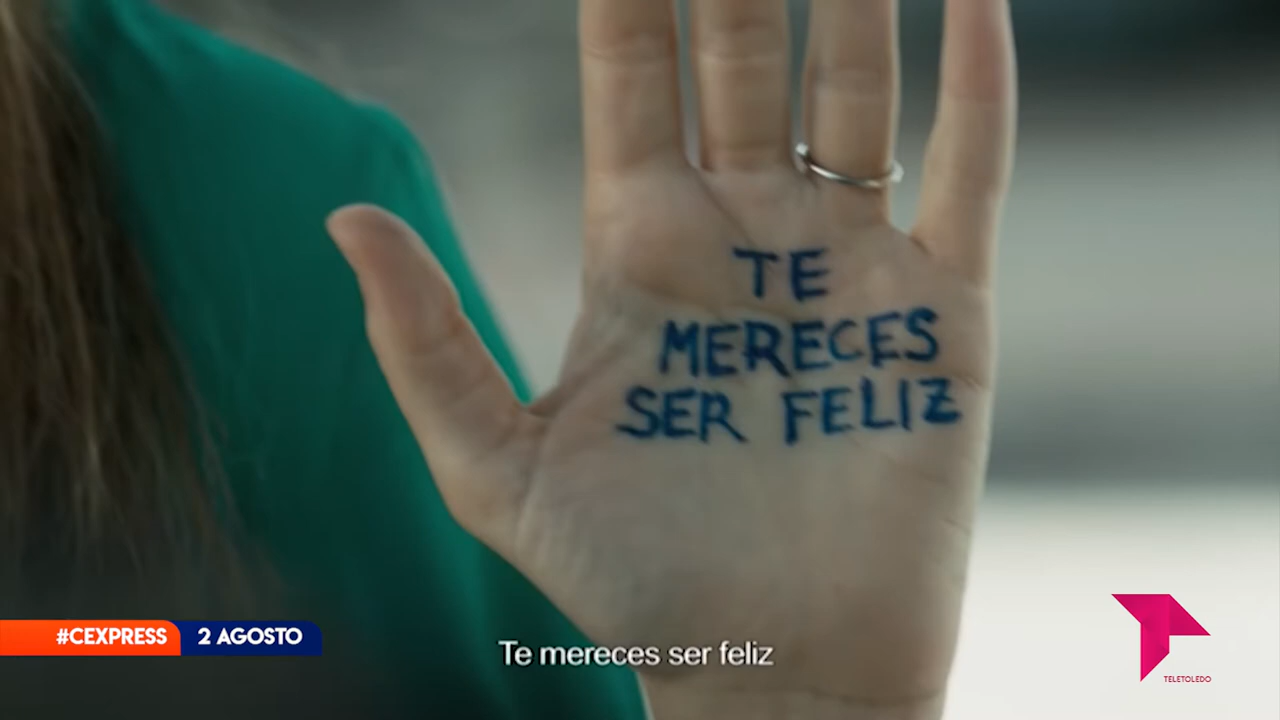 TE
MERECES
SER FELIZ
#CEXPRESS 2 AGOSTO
Te mereces ser feliz
TELETOLEDO